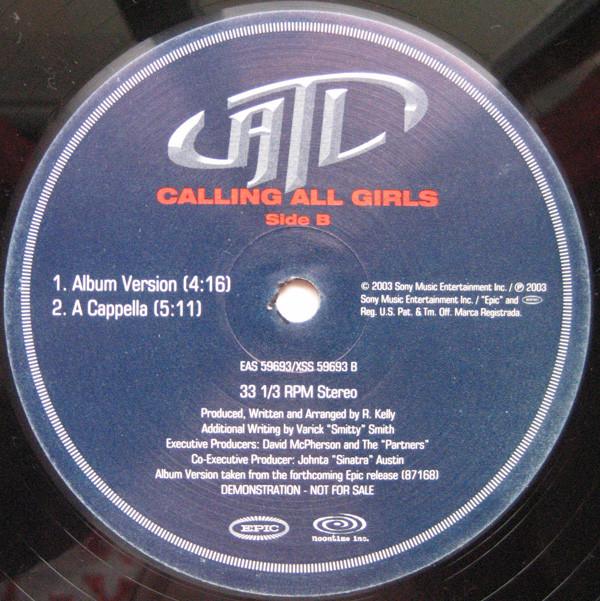 ATL
CALLING ALL GIRLS
Side B
1. Album Version (4:16)
2. A Cappella (5:11)
© 2003 Sony Music Entertainment Inc. / ℗ 2003
Sony Music Entertainment Inc. / "Epic" and EPIC
Reg. U.S. Pat. & Tm. Off. Marca Registrada.
EAS 59693/XSS 59693 B
33 1/3 RPM Stereo
Produced, Written and Arranged by R. Kelly
Additional Writing by Varick "Smitty" Smith
Executive Producers: David McPherson and The "Partners"
Co-Executive Producer: Johnta "Sinatra" Austin
Album Version taken from the forthcoming Epic release (87168)
DEMONSTRATION - NOT FOR SALE
EPIC
noontime inc.